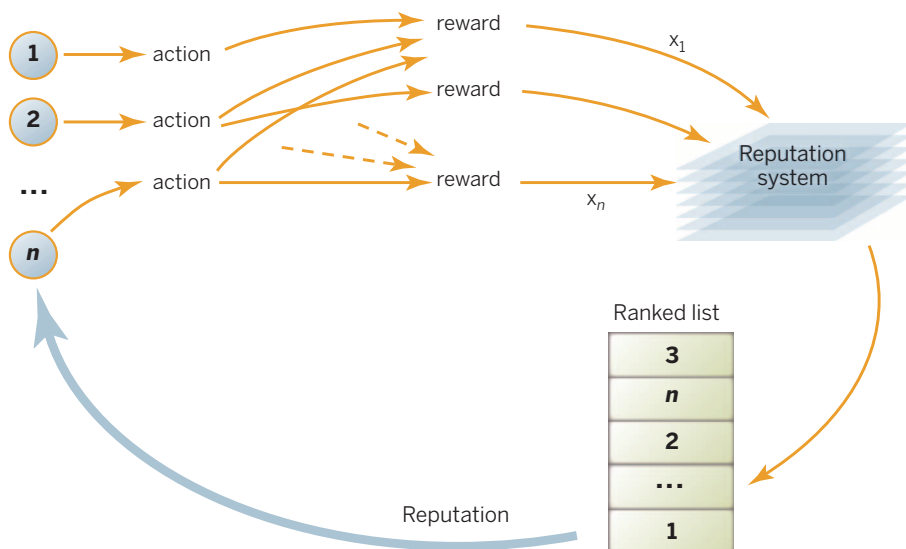 1
action
reward
x1
2
action
reward
...
action
reward
xn
n
Reputation
system
Ranked list
3
n
2
...
1
Reputation